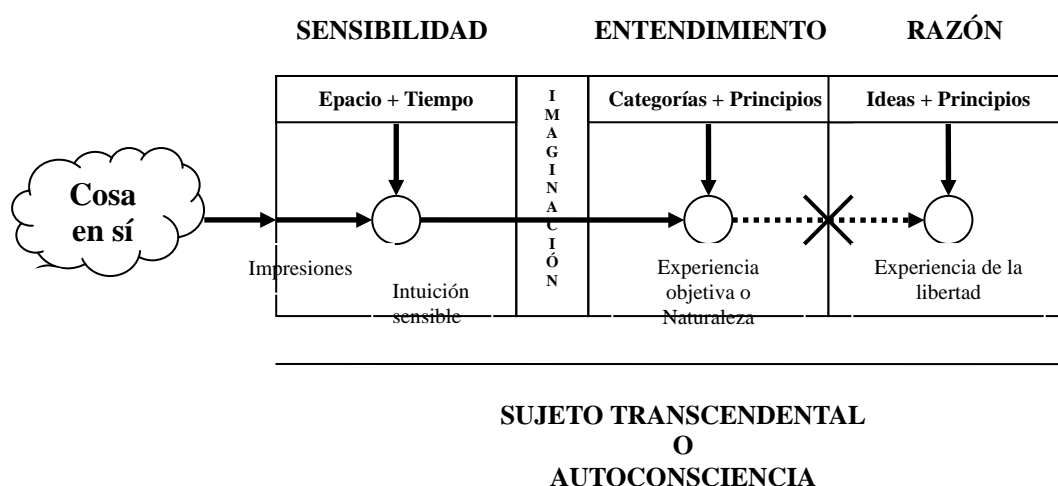 SENSIBILIDAD
ENTENDIMIENTO
RAZÓN
Epacio + Tiempo
I
M
A
G
I
N
A
C
I
Ó
N
Categorías + Principios
Ideas + Principios
Cosa
en sí
Impresiones
Intuición
sensible
Experiencia
objetiva o
Naturaleza
Experiencia de la
libertad
SUJETO TRANSCENDENTAL
O
AUTOCONSCIENCIA